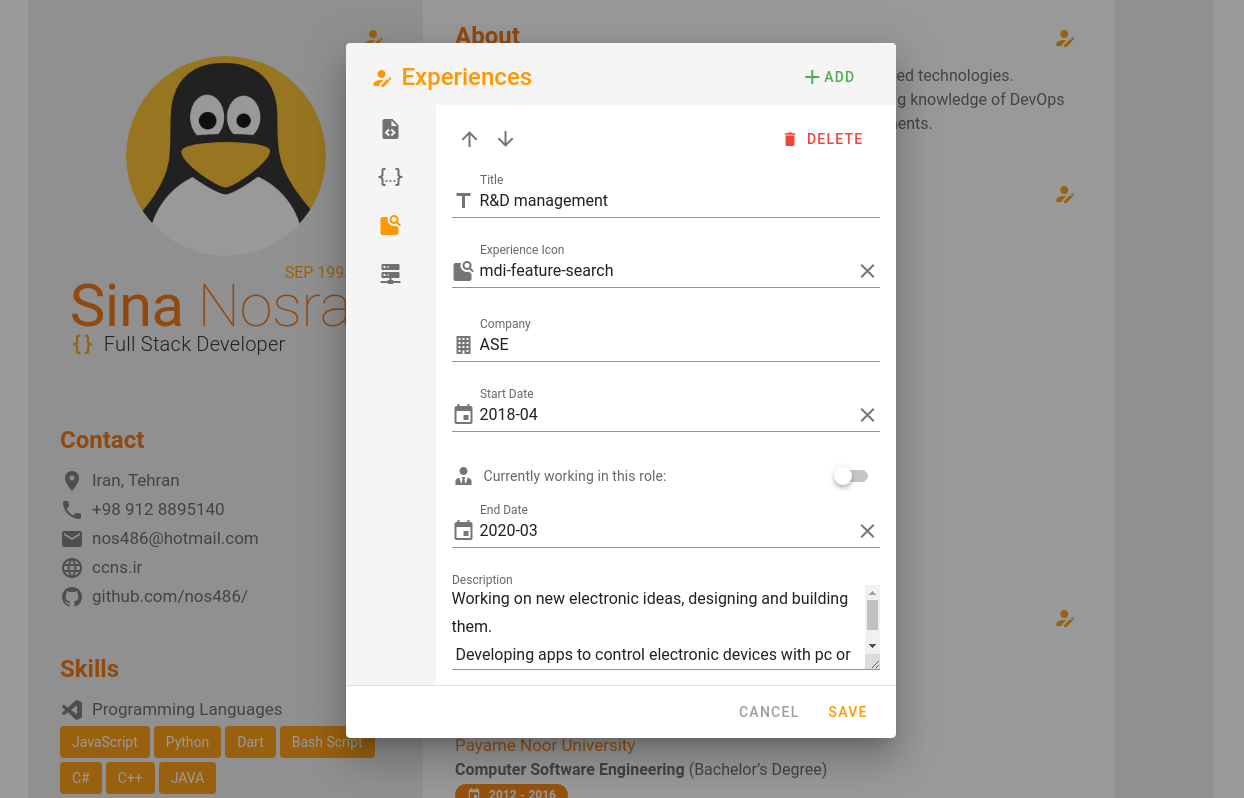 About
ed technologies.
g knowledge of DevOps
ents.
SEP 199
Sina Nosra
{} Full Stack Developer
Contact
Iran, Tehran
+98 912 8895140
nos486@hotmail.com
ccns.ir
github.com/nos486/
Skills
Programming Languages
JavaScript Python Dart Bash Script
C# C++ JAVA
Experiences
ADD
{...}
DELETE
Title
R&D management
Experience Icon
mdi-feature-search
Company
ASE
Start Date
2018-04
Currently working in this role:
End Date
2020-03
Description
Working on new electronic ideas, designing and building
them.
Developing apps to control electronic devices with pc or
CANCEL SAVE
Payame Noor University
Computer Software Engineering (Bachelor’s Degree)
2012 - 2016